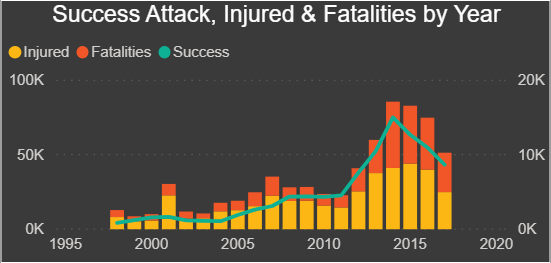 Success Attack, Injured & Fatalities by Year
Injured Fatalities Success
100K 20K
50K 10K
0K 0K
1995 2000 2005 2010 2015 2020